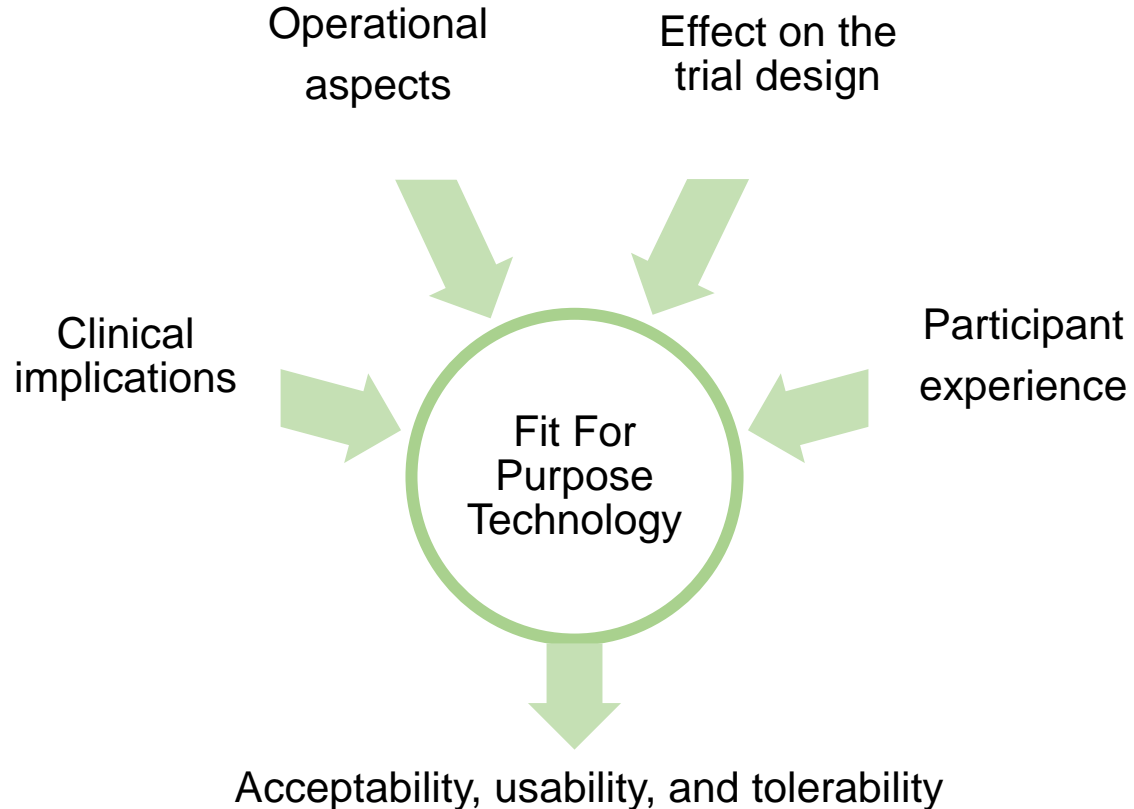 Operational
aspects
Effect on the
trial design
Clinical
implications
Participant
experience
Fit For
Purpose
Technology
Acceptability, usability, and tolerability